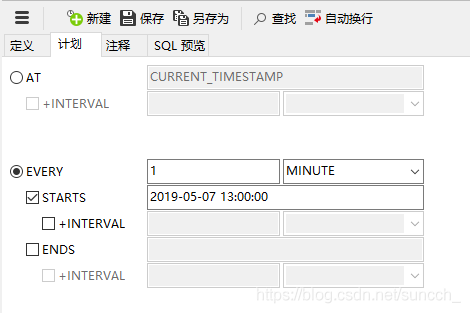 新建 保存 另存为 查找 自动换行
定义 计划 注释 SQL 预览
AT CURRENT_TIMESTAMP
+INTERVAL
EVERY 1 MINUTE
STARTS 2019-05-07 13:00:00
+INTERVAL
ENDS
+INTERVAL
https://blog.csdn.net/suncch_